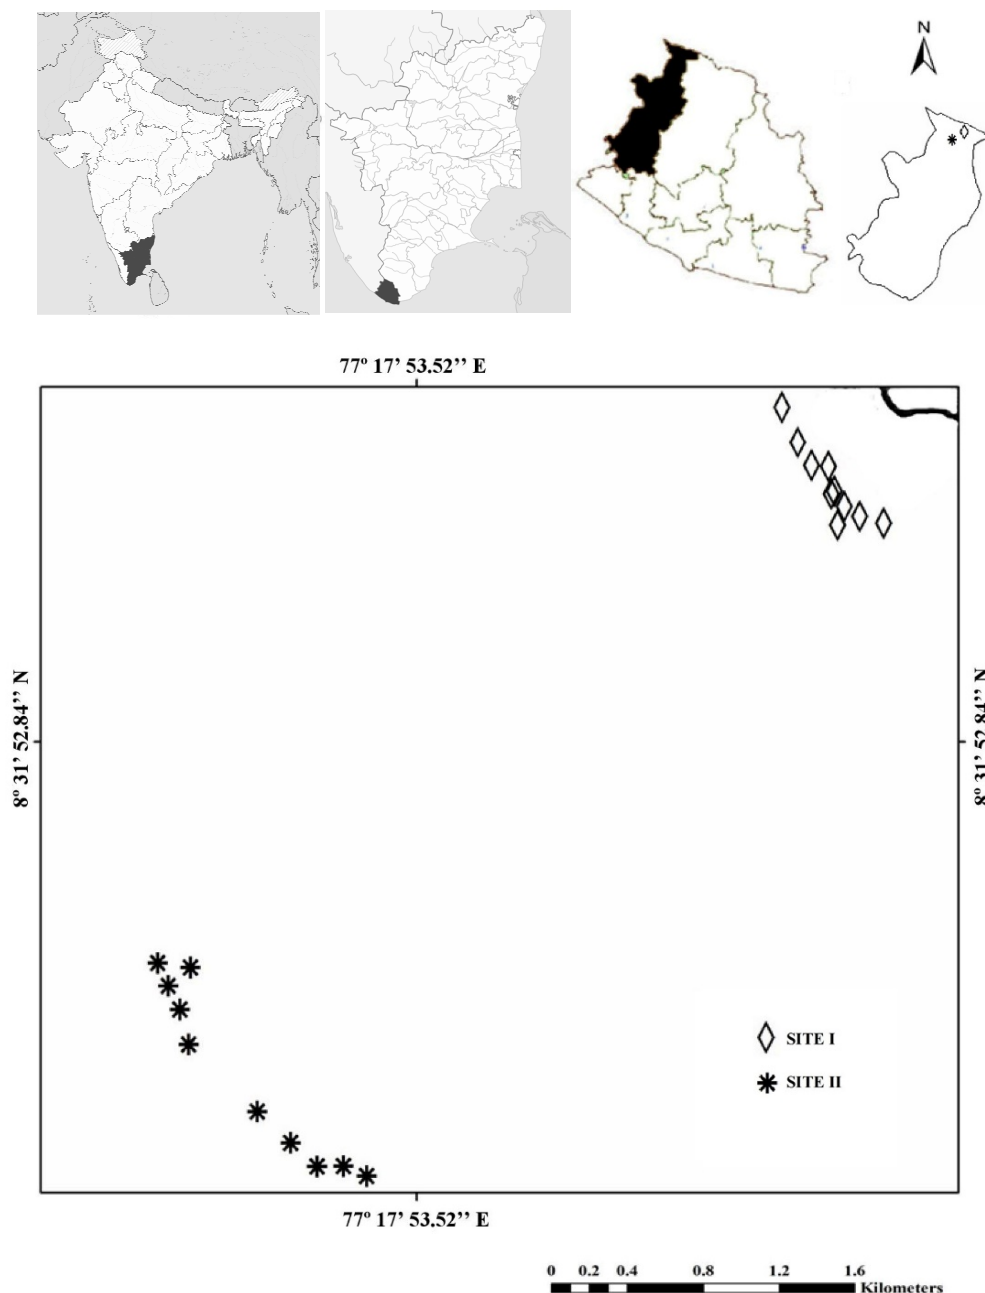 N
77º 17’ 53.52’’ E
8º 31’ 52.84’’ N
8º 31’ 52.84’’ N
SITE I
SITE II
77º 17’ 53.52’’ E
0 0.2 0.4 0.8 1.2 1.6
Kilometers